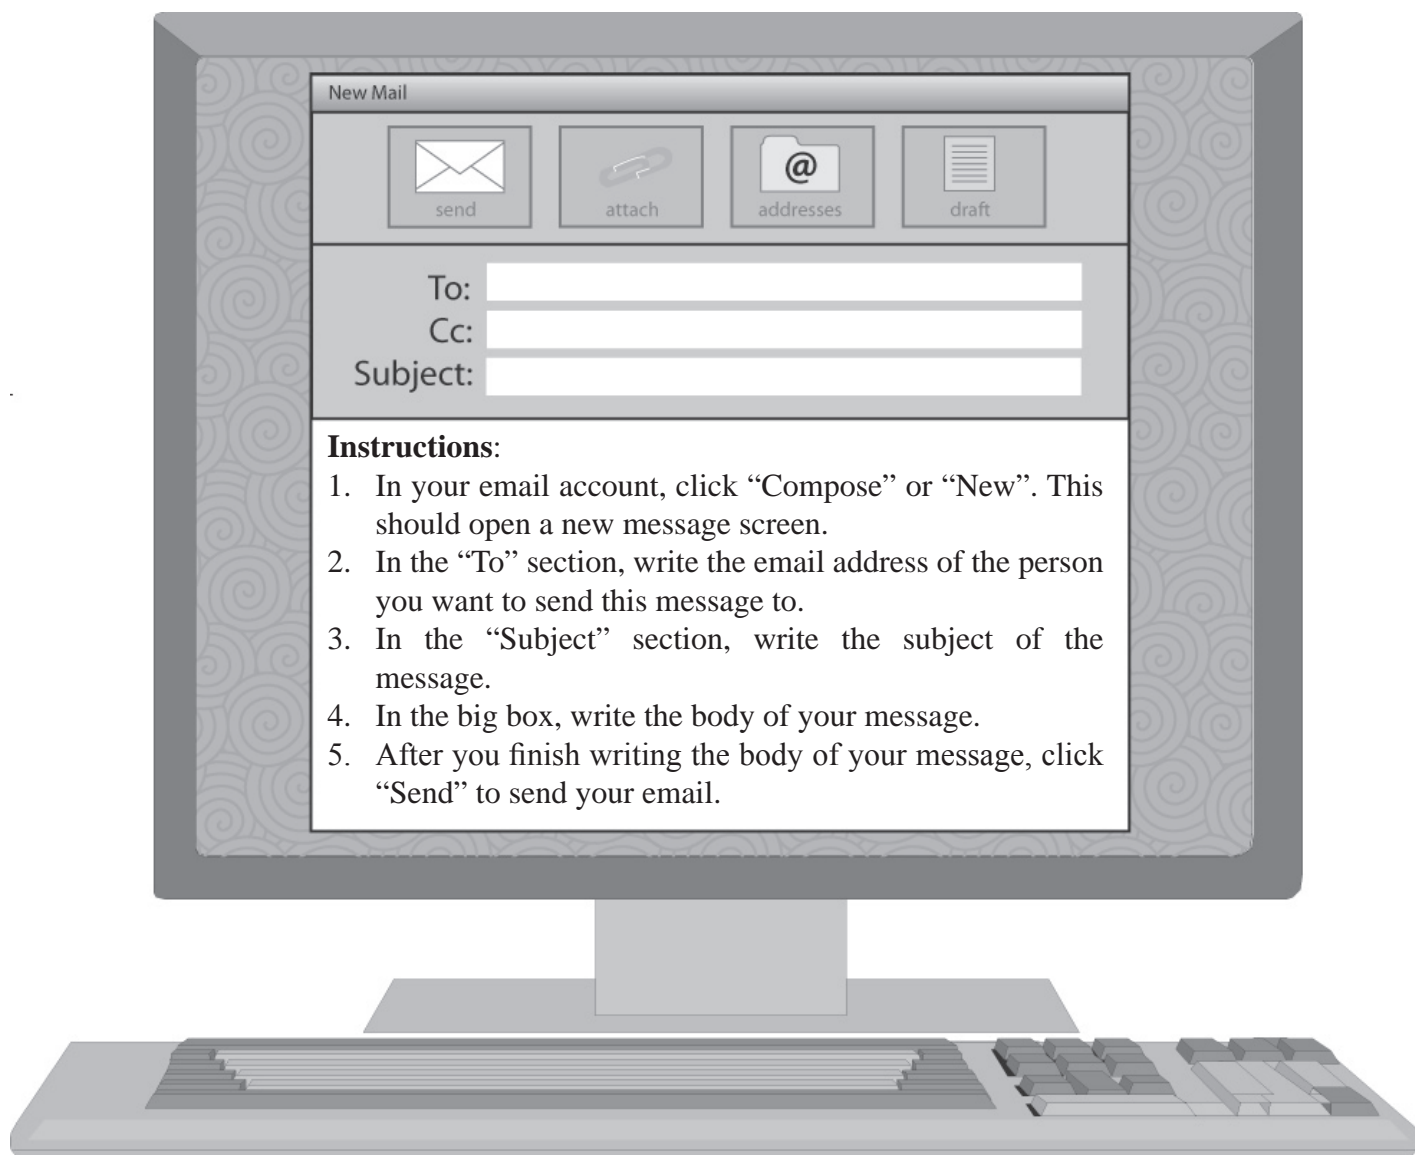 New Mail
send attach addresses draft
@
To:
Cc:
Subject:
Instructions:
1. In your email account, click “Compose” or “New”. This
should open a new message screen.
2. In the “To” section, write the email address of the person
you want to send this message to.
3. In the “Subject” section, write the subject of the
message.
4. In the big box, write the body of your message.
5. After you finish writing the body of your message, click
“Send” to send your email.